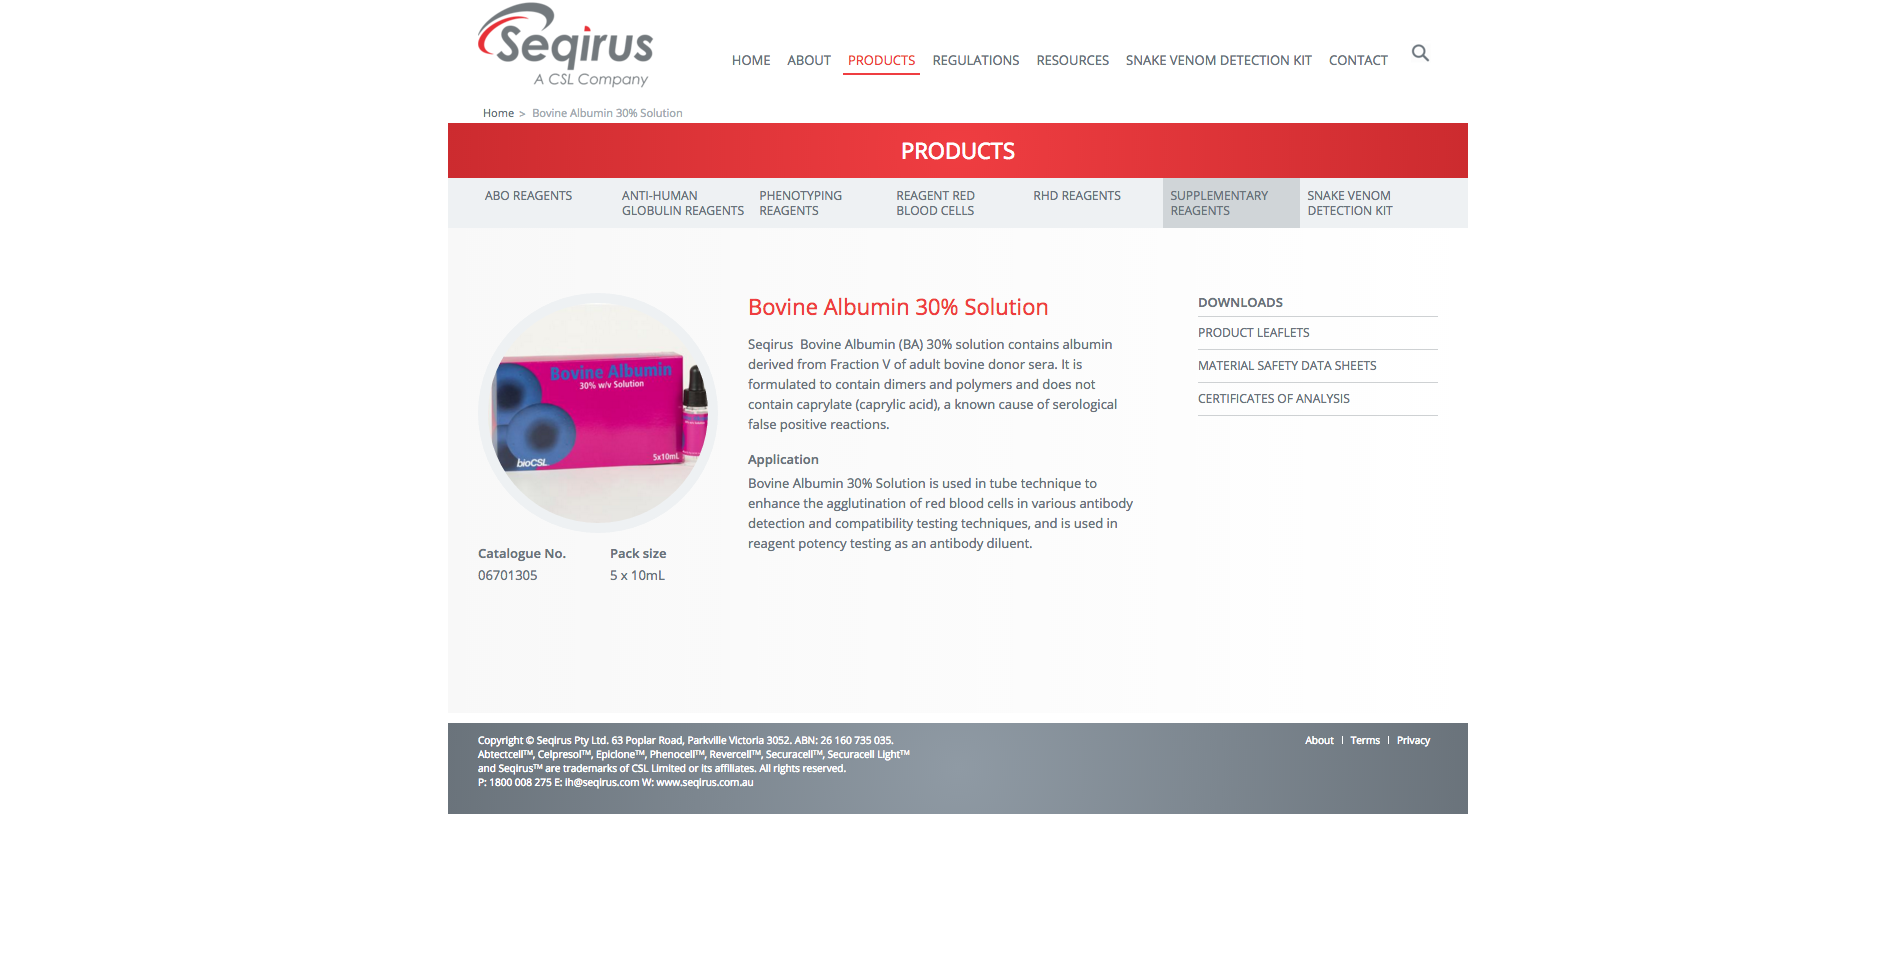 Seqirus
A CSL Company
HOME ABOUT PRODUCTS REGULATIONS RESOURCES SNAKE VENOM DETECTION KIT CONTACT
Home > Bovine Albumin 30% Solution
PRODUCTS
ABO REAGENTS
ANTI-HUMAN
GLOBULIN REAGENTS
PHENOTYPING
REAGENTS
REAGENT RED
BLOOD CELLS
RHD REAGENTS
SUPPLEMENTARY
REAGENTS
SNAKE VENOM
DETECTION KIT
Bovine Albumin
30% w/v Solution
bioCSL
5x10mL
Catalogue No. Pack size
06701305 5 x 10mL
Bovine Albumin 30% Solution
Seqirus  Bovine Albumin (BA) 30% solution contains albumin
derived from Fraction V of adult bovine donor sera. It is
formulated to contain dimers and polymers and does not
contain caprylate (caprylic acid), a known cause of serological
false positive reactions.
Application
Bovine Albumin 30% Solution is used in tube technique to
enhance the agglutination of red blood cells in various antibody
detection and compatibility testing techniques, and is used in
reagent potency testing as an antibody diluent.
DOWNLOADS
PRODUCT LEAFLETS
MATERIAL SAFETY DATA SHEETS
CERTIFICATES OF ANALYSIS
Copyright © Seqirus Pty Ltd. 63 Poplar Road, Parkville Victoria 3052. ABN: 26 160 735 035.
Abtectcell™, Celpresol™, Epiclone™, Phenocell™, Revercell™, Securacell™, Securacell Light™
and Seqirus™ are trademarks of CSL Limited or its affiliates. All rights reserved.
P: 1800 008 275 E: ih@seqirus.com W: www.seqirus.com.au
About | Terms | Privacy